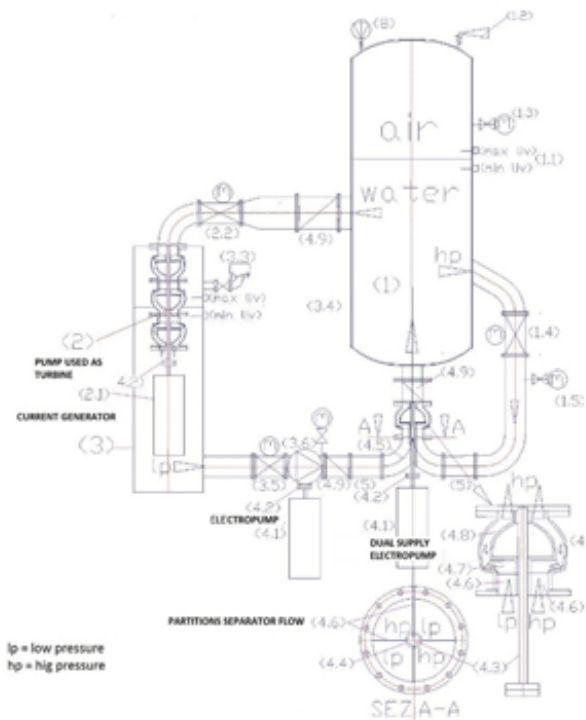 (8)
(1.2)
air
(1.3)
M
max liv
(1.1)
min liv
water
M
(2.2)
(4.9)
hp
(3.3)
(1)
max liv
(3.4)
(2)
min liv
M
(1.4)
PUMP USED AS
TURBINE
4.2)
(4.9)
M
(2.1)
(1.5)
CURRENT GENERATOR
A
A
M
(3)
M
(3.6)
(4.5)
lp
hp
(3.5)
(4.9)
(5)
(4.2)
(5)
(4.2)
ELECTROPUMP
(4.1)
(4.1)
(4.8)
DUAL SUPPLY
ELECTROPUMP
(4.7)
(4.6)
(4.6)
PARTITIONS SEPARATOR FLOW
(4.6)
lp
hp
hp
lp
lp = low pressure
(4.4)
lp
hp
(4.3)
hp = hig pressure
SEZ A-A